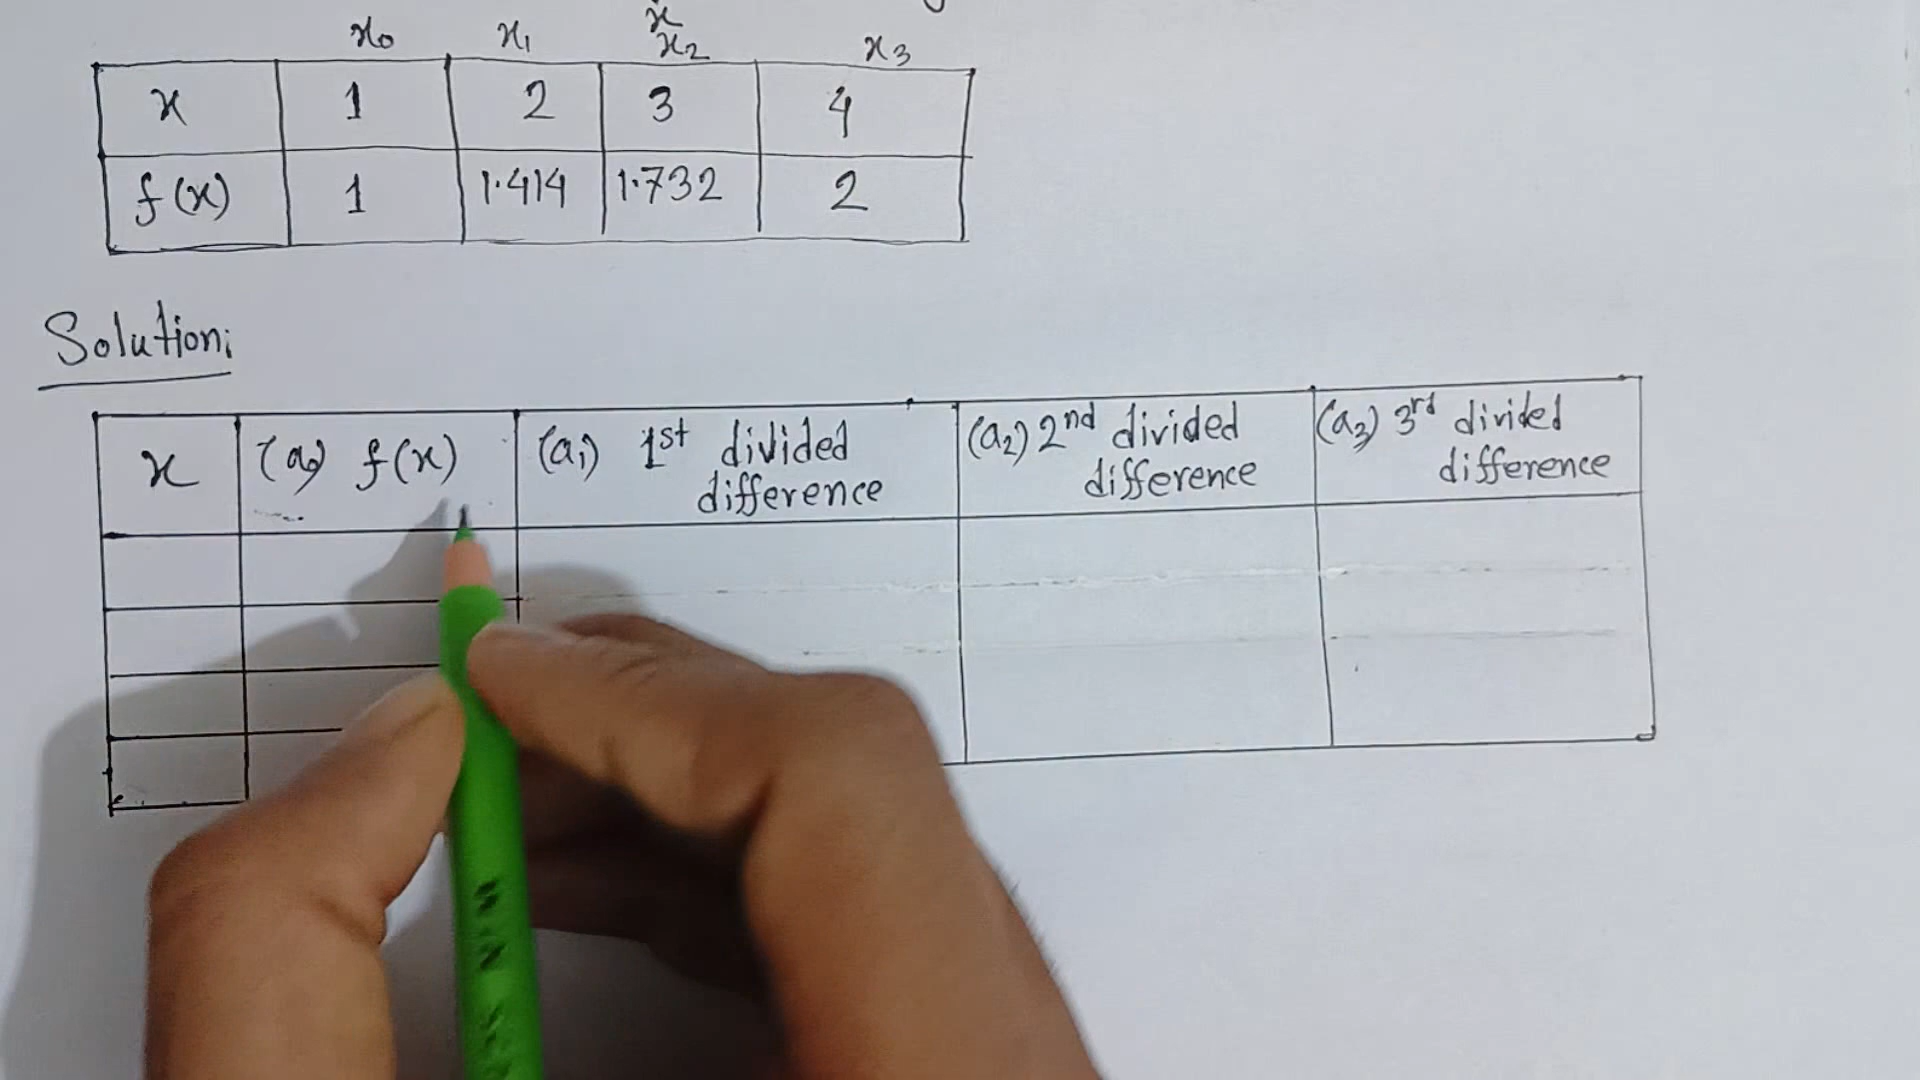 x0 x1 x x2 x3
x 1 2 3 4
f(x) 1 1.414 1.732 2
Solution;
x (a0) f(x) (a1) 1st divided difference (a2) 2nd divided difference (a3) 3rd divided difference